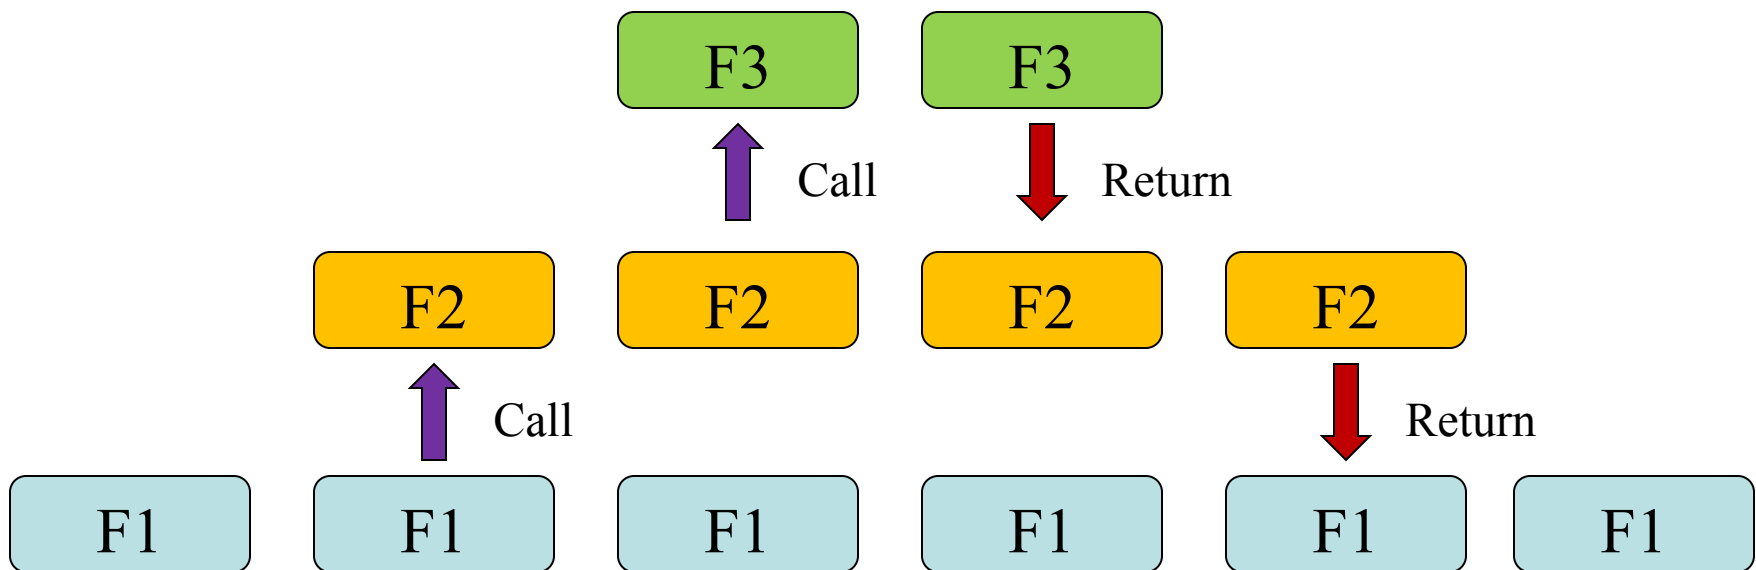 F3 F3
Call Return
F2 F2 F2 F2
Call Return
F1 F1 F1 F1 F1 F1